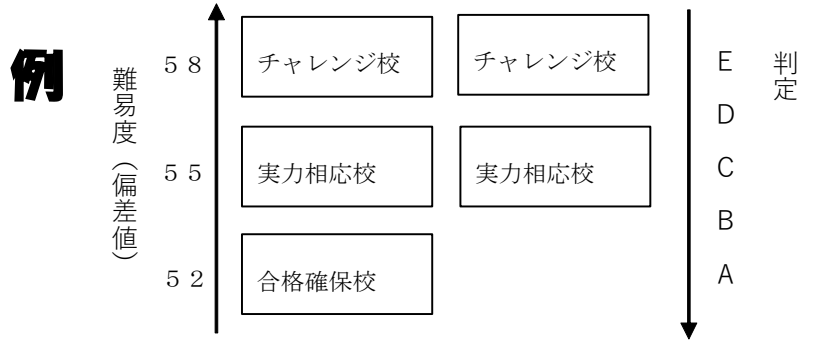 例
難易度（偏差値）
５８
チャレンジ校
チャレンジ校
５５
実力相応校
実力相応校
５２
合格確保校
E
D
C
B
A
判定